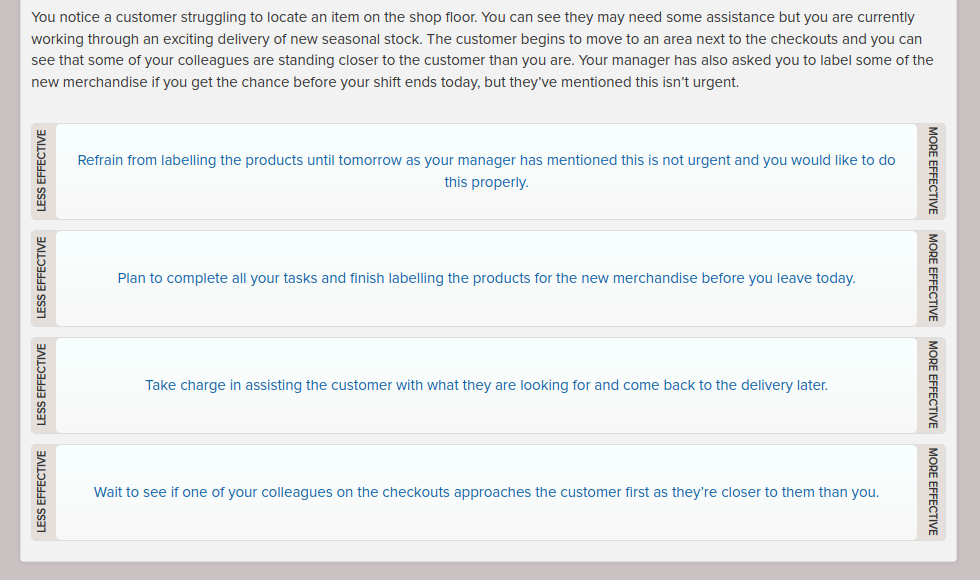 You notice a customer struggling to locate an item on the shop floor. You can see they may need some assistance but you are currently
working through an exciting delivery of new seasonal stock. The customer begins to move to an area next to the checkouts and you can
see that some of your colleagues are standing closer to the customer than you are. Your manager has also asked you to label some of the
new merchandise if you get the chance before your shift ends today, but they’ve mentioned this isn’t urgent.
LESS EFFECTIVE
Refrain from labelling the products until tomorrow as your manager has mentioned this is not urgent and you would like to do
this properly.
MORE EFFECTIVE
LESS EFFECTIVE
Plan to complete all your tasks and finish labelling the products for the new merchandise before you leave today.
MORE EFFECTIVE
LESS EFFECTIVE
Take charge in assisting the customer with what they are looking for and come back to the delivery later.
MORE EFFECTIVE
LESS EFFECTIVE
Wait to see if one of your colleagues on the checkouts approaches the customer first as they’re closer to them than you.
MORE EFFECTIVE